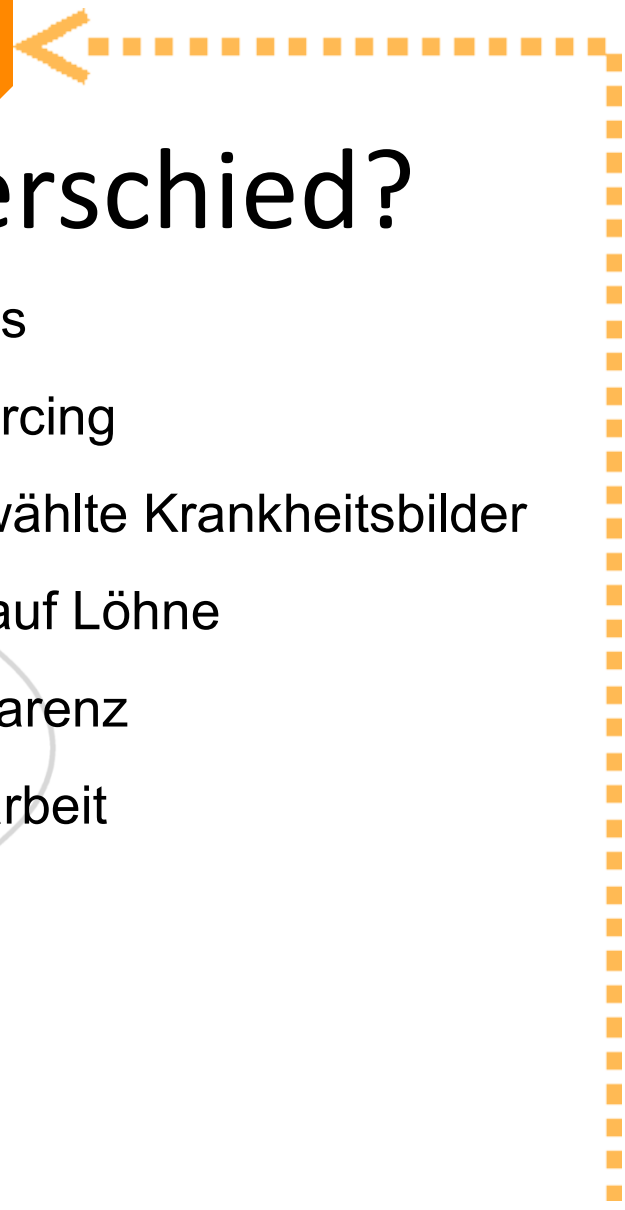 erschied?
s
rcing
wählte Krankheitsbilder
auf Löhne
arenz
rbeit